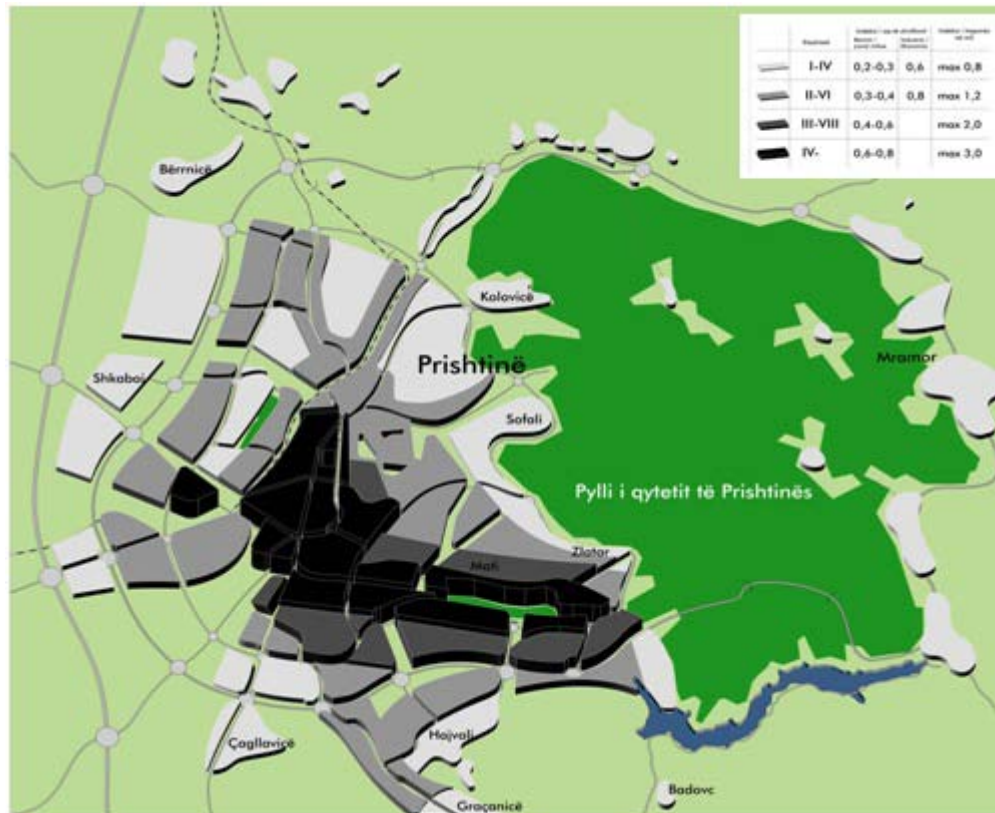 I-IV 0,2-0,3 0,6 max 0,8
II-VI 0,3-0,4 0,8 max 1,2
III-VIII 0,4-0,6 max 2,0
IV- 0,6-0,8 max 3,0
Bërrnicë
Kolovicë
Prishtinë
Mramor
Shkabaj
Sofali
Pylli i qytetit të Prishtinës
Zlatar
Mati
Çagllavicë
Hajvali
Badovc
Graçanicë